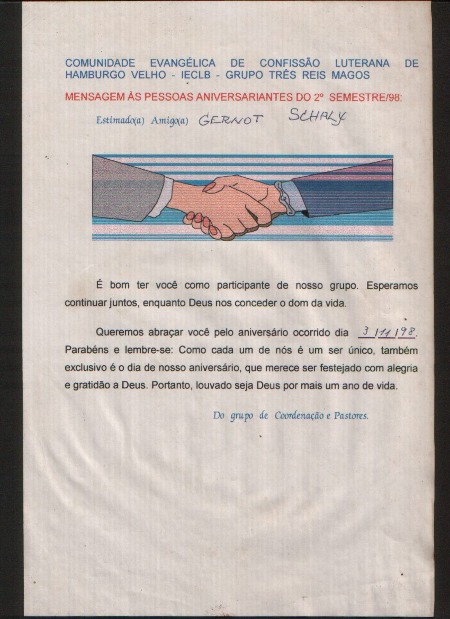 COMUNIDADE EVANGÉLICA DE CONFISSÃO LUTERANA DE
HAMBURGO VELHO - IECLB - GRUPO TRÊS REIS MAGOS
MENSAGEM ÀS PESSOAS ANIVERSARIANTES DO 2º SEMESTRE/98:
Estimado(a) Amigo(a) GERNOT SCHALY
É bom ter você como participante de nosso grupo. Esperamos
continuar juntos, enquanto Deus nos conceder o dom da vida.
Queremos abraçar você pelo aniversário ocorrido dia 3/11/98.
Parabéns e lembre-se: Como cada um de nós é um ser único, também
exclusivo é o dia de nosso aniversário, que merece ser festejado com alegria
e gratidão a Deus. Portanto, louvado seja Deus por mais um ano de vida.
Do grupo de Coordenação e Pastores.